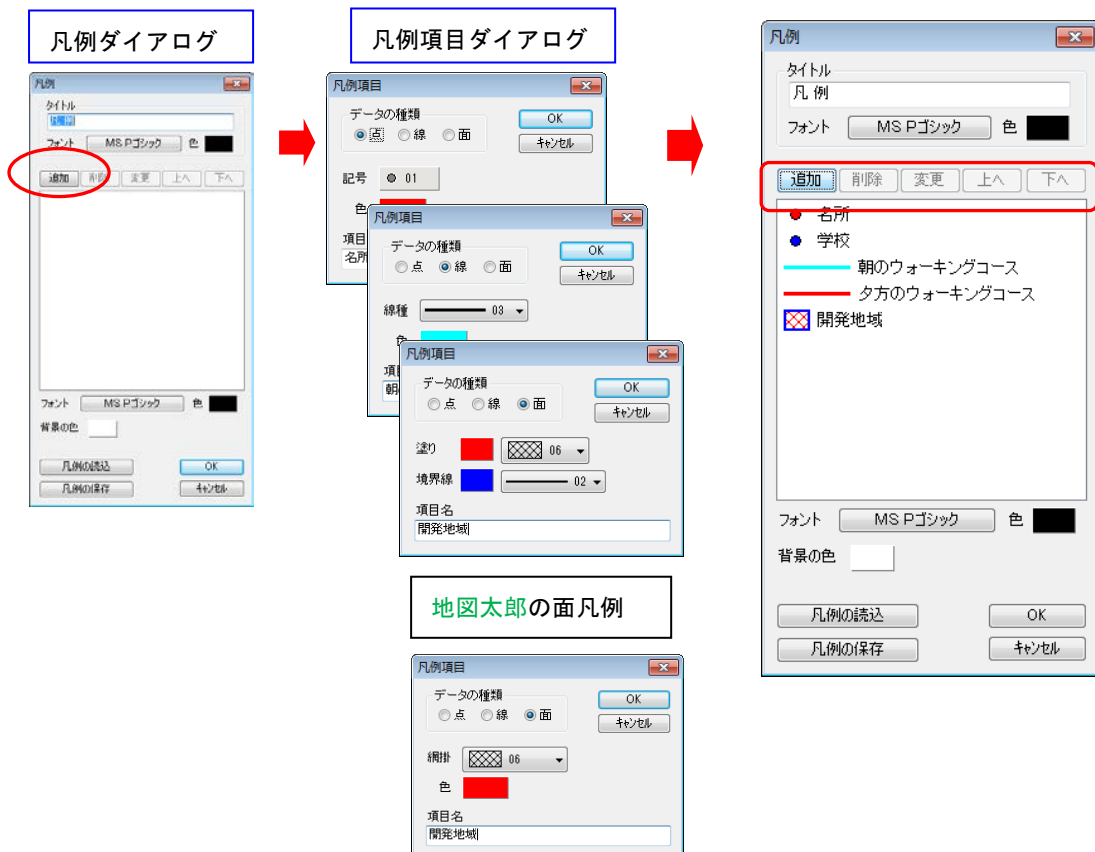 凡例ダイアログ
凡例
タイトル
フォント MS Pゴシック 色
追加 削除 変更 上へ 下へ
フォント MS Pゴシック 色
背景の色
凡例の読込 OK
凡例の保存 キャンセル
凡例項目ダイアログ
凡例項目
データの種類
点 線 面
OK
キャンセル
記号 01
色
項目
名所
凡例項目
データの種類
点 線 面
OK
キャンセル
線種 03
色
項目
朝の
凡例項目
データの種類
点 線 面
OK
キャンセル
塗り 06
境界線 02
項目名
開発地域
地図太郎の面凡例
凡例項目
データの種類
点 線 面
OK
キャンセル
網掛 06
色
項目名
開発地域
凡例
タイトル
凡 例
フォント MS Pゴシック 色
追加 削除 変更 上へ 下へ
名所
学校
朝のウォーキングコース
夕方のウォーキングコース
開発地域
フォント MS Pゴシック 色
背景の色
凡例の読込 OK
凡例の保存 キャンセル